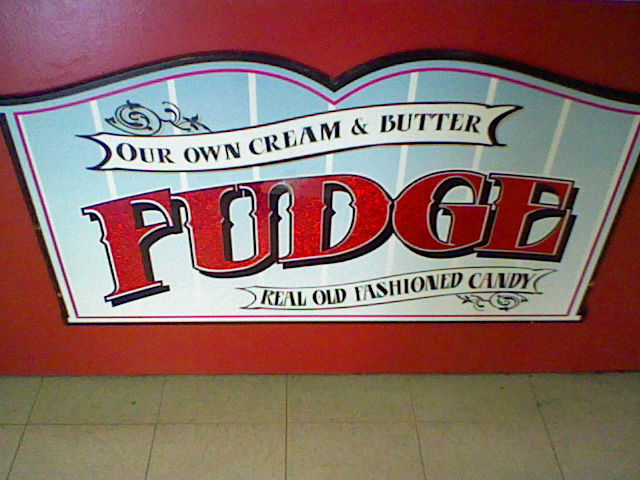 OUR OWN CREAM & BUTTER
FUDGE
REAL OLD FASHIONED CANDY